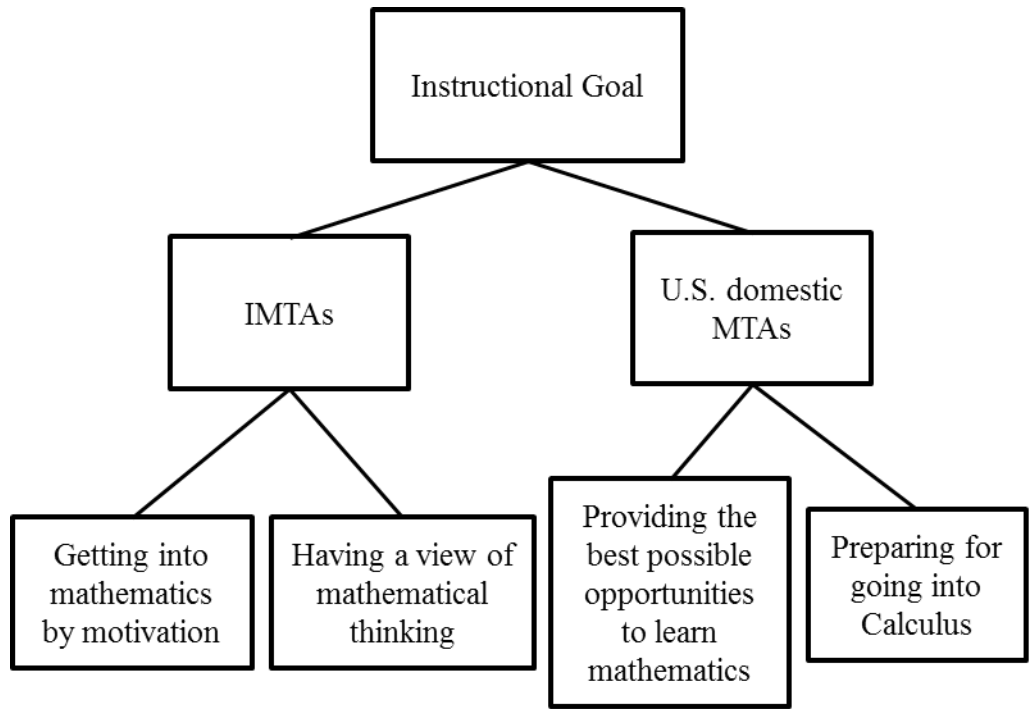 Instructional Goal
IMTAs
U.S. domestic
MTAs
Getting into
mathematics
by motivation
Having a view of
mathematical
thinking
Providing the
best possible
opportunities
to learn
mathematics
Preparing for
going into
Calculus